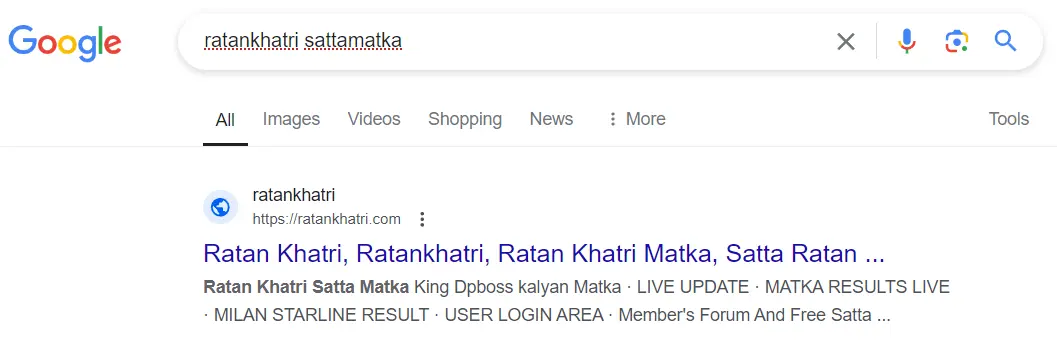 Google
ratankhatri sattamatka
All Images Videos Shopping News More Tools
ratankhatri
https://ratankhatri.com
Ratan Khatri, Ratankhatri, Ratan Khatri Matka, Satta Ratan ...
Ratan Khatri Satta Matka King Dpboss kalyan Matka · LIVE UPDATE · MATKA RESULTS LIVE
· MILAN STARLINE RESULT · USER LOGIN AREA · Member's Forum And Free Satta ...